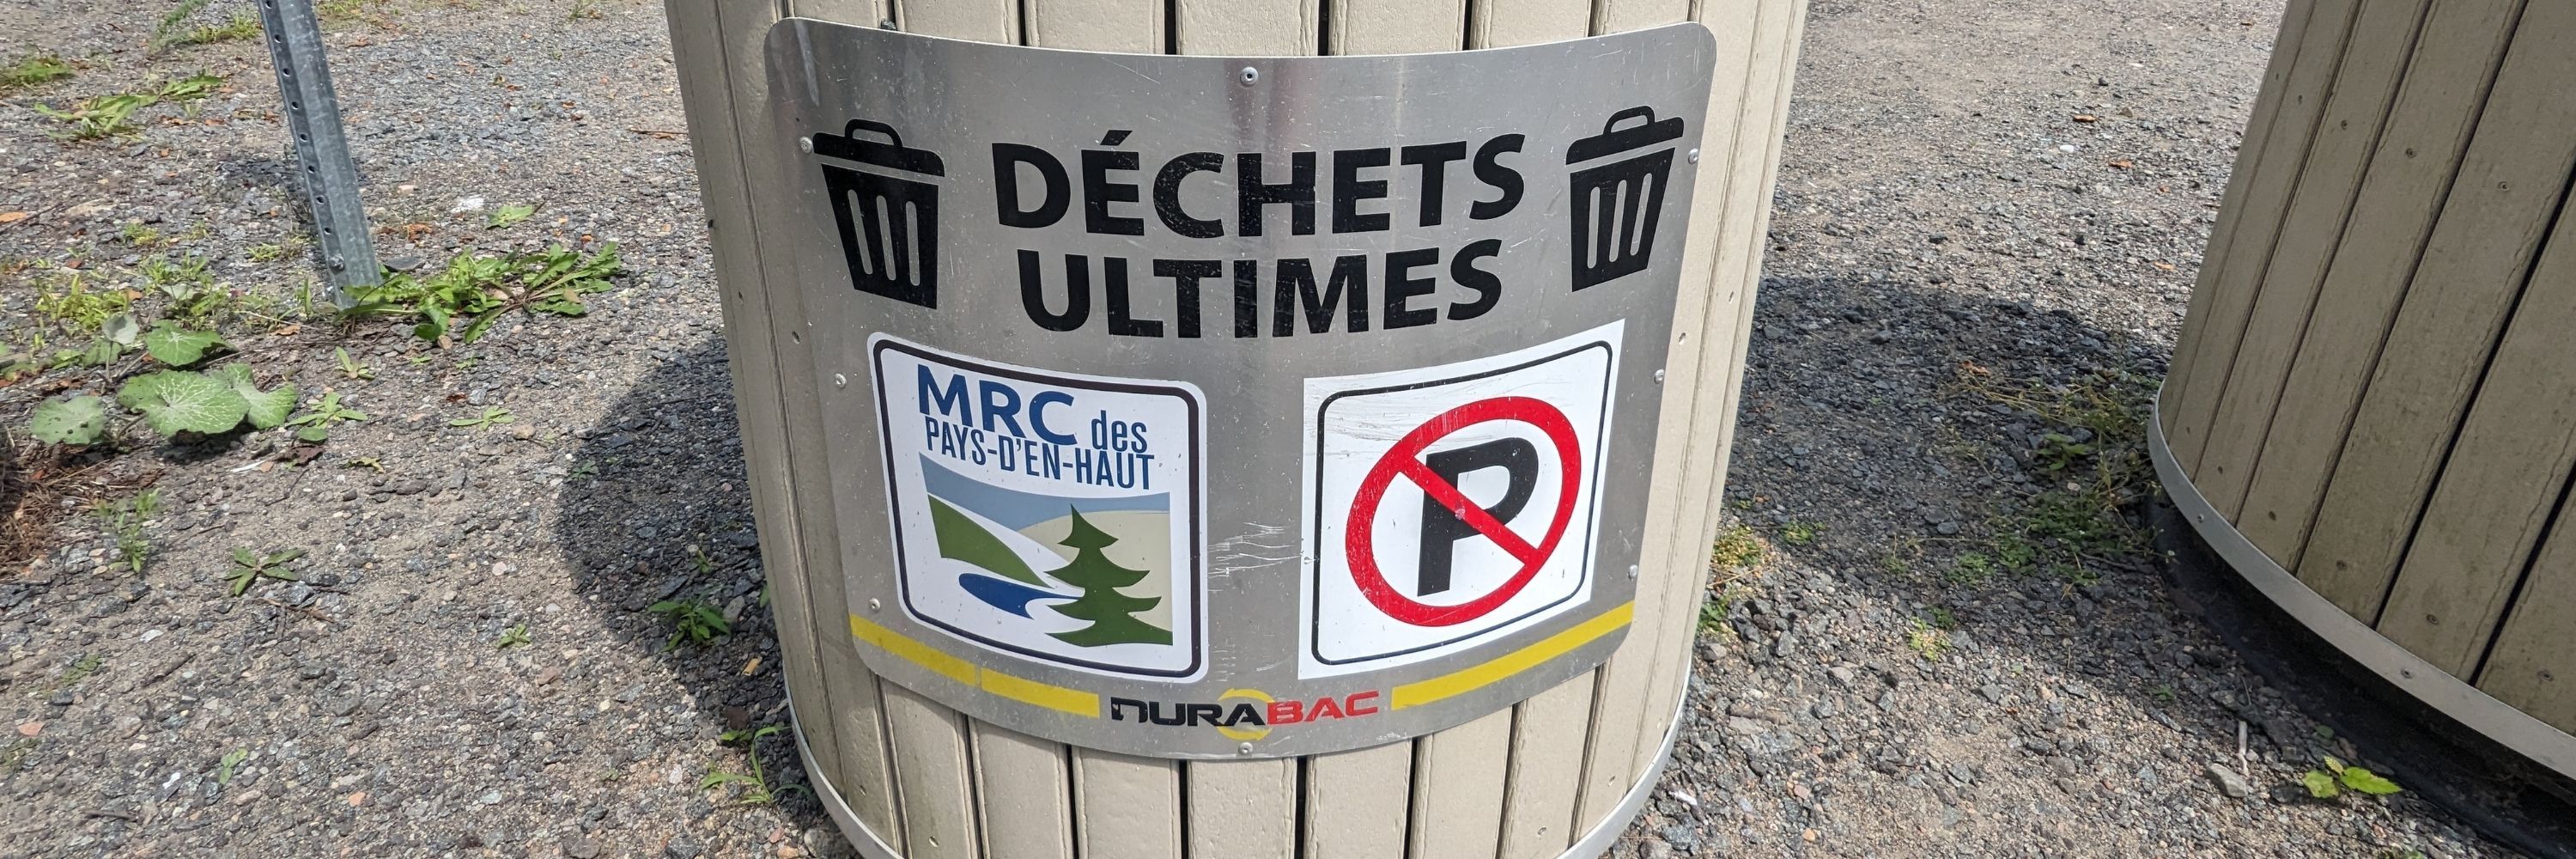 DÉCHETS
ULTIMES
MRC des
PAYS-D'EN-HAUT
P
DURABAC